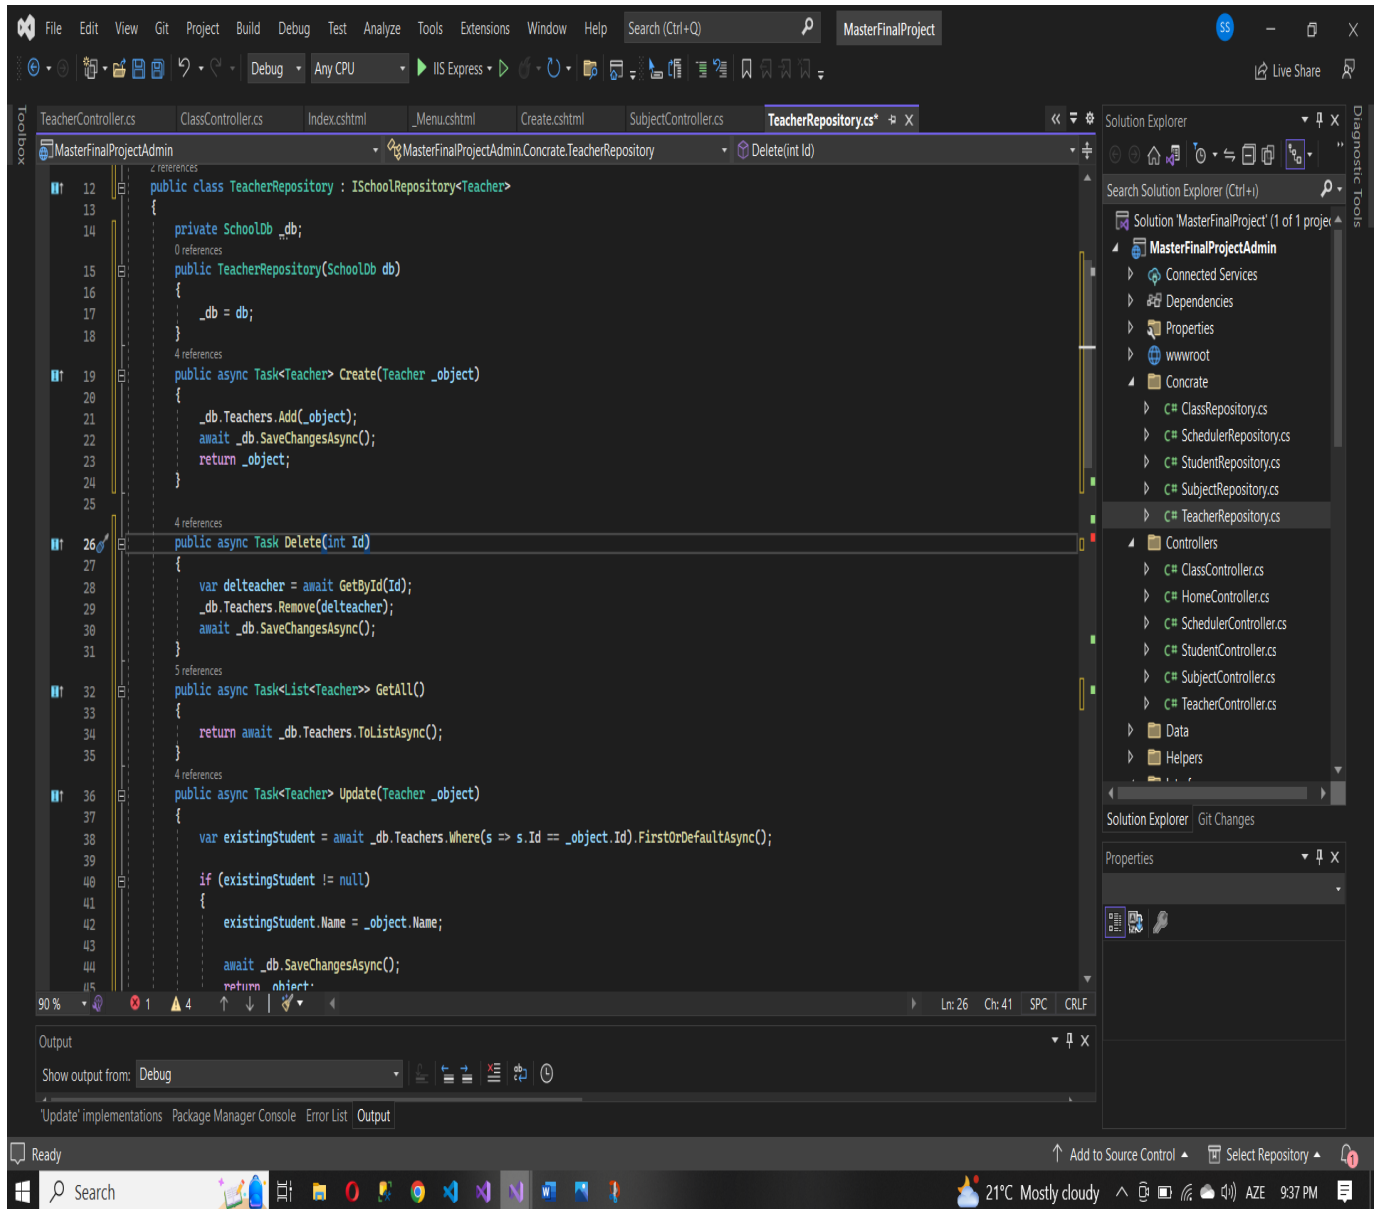 File Edit View Git Project Build Debug Test Analyze Tools Extensions Window Help Search (Ctrl+Q) MasterFinalProject SS
Debug Any CPU IIS Express Live Share
Toolbox
TeacherController.cs ClassController.cs Index.cshtml _Menu.cshtml Create.cshtml SubjectController.cs TeacherRepository.cs*
MasterFinalProjectAdmin MasterFinalProjectAdmin.Concrate.TeacherRepository Delete(int Id)
2 references
12 public class TeacherRepository : ISchoolRepository<Teacher>
13 {
14 private SchoolDb _db;
0 references
15 public TeacherRepository(SchoolDb db)
16 {
17 _db = db;
18 }
4 references
19 public async Task<Teacher> Create(Teacher _object)
20 {
21 _db.Teachers.Add(_object);
22 await _db.SaveChangesAsync();
23 return _object;
24 }
25
4 references
26 public async Task Delete(int Id)
27 {
28 var delteacher = await GetById(Id);
29 _db.Teachers.Remove(delteacher);
30 await _db.SaveChangesAsync();
31 }
5 references
32 public async Task<List<Teacher>> GetAll()
33 {
34 return await _db.Teachers.ToListAsync();
35 }
4 references
36 public async Task<Teacher> Update(Teacher _object)
37 {
38 var existingStudent = await _db.Teachers.Where(s => s.Id == _object.Id).FirstOrDefaultAsync();
39
40 if (existingStudent != null)
41 {
42 existingStudent.Name = _object.Name;
43
44 await _db.SaveChangesAsync();
45 return _object;
90 % 1 4 Ln: 26 Ch: 41 SPC CRLF
Output
Show output from: Debug
'Update' implementations Package Manager Console Error List Output
Solution Explorer
Search Solution Explorer (Ctrl+ı)
Solution 'MasterFinalProject' (1 of 1 projec
MasterFinalProjectAdmin
Connected Services
Dependencies
Properties
wwwroot
Concrate
C# ClassRepository.cs
C# SchedulerRepository.cs
C# StudentRepository.cs
C# SubjectRepository.cs
C# TeacherRepository.cs
Controllers
C# ClassController.cs
C# HomeController.cs
C# SchedulerController.cs
C# StudentController.cs
C# SubjectController.cs
C# TeacherController.cs
Data
Helpers
Solution Explorer Git Changes
Properties
Diagnostic Tools
Ready Add to Source Control Select Repository 1
Search 21°C Mostly cloudy AZE 9:37 PM